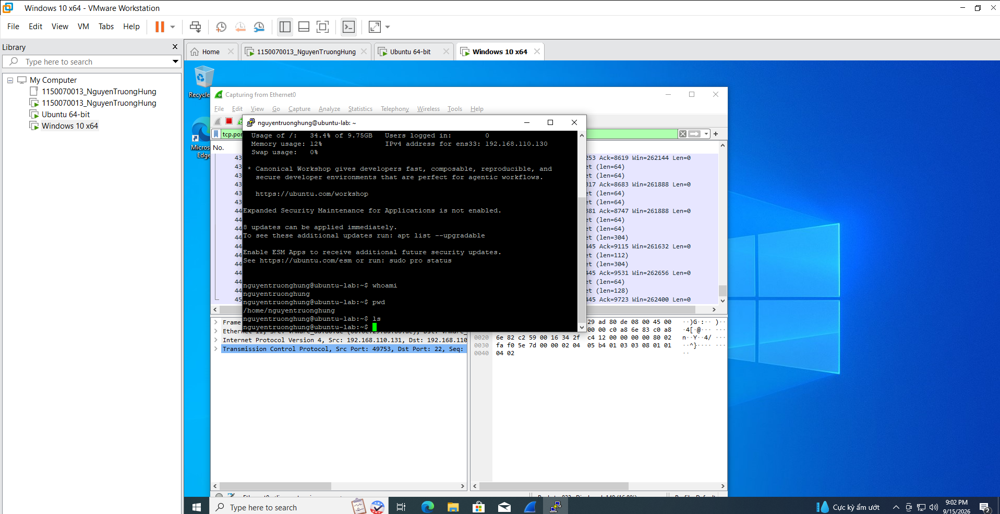 Windows 10 x64 - VMware Workstation
File Edit View VM Tabs Help
Library
Type here to search
My Computer
1150070013_NguyenTruongHung
1150070013_NguyenTruongHung
Ubuntu 64-bit
Windows 10 x64
Home
1150070013_NguyenTruongHung
Ubuntu 64-bit
Windows 10 x64
Recycle
Micros
Edge
Capturing from Ethernet0
File Edit View Go Capture Analyze Statistics Telephony Wireless Tools Help
tcp.por
No.
43
43
43
43
43
43
44
44
44
44
44
44
44
44
44
44
45
253 Ack=8619 Win=262144 Len=0
et (len=64)
et (len=64)
317 Ack=8683 Win=261888 Len=0
et (len=64)
et (len=64)
381 Ack=8747 Win=261888 Len=0
et (len=64)
et (len=64)
et (len=304)
445 Ack=9115 Win=261632 Len=0
et (len=112)
et (len=304)
445 Ack=9531 Win=262656 Len=0
et (len=64)
et (len=128)
445 Ack=9723 Win=262400 Len=0
nguyentruonghung@ubuntu-lab: ~
Usage of /: 34.4% of 9.75GB Users logged in: 0
Memory usage: 12% IPv4 address for ens33: 192.168.110.130
Swap usage: 0%
* Canonical Workshop gives developers fast, composable, reproducible, and
secure developer environments that are perfect for agentic workflows.
https://ubuntu.com/workshop
Expanded Security Maintenance for Applications is not enabled.
8 updates can be applied immediately.
To see these additional updates run: apt list --upgradable
Enable ESM Apps to receive additional future security updates.
See https://ubuntu.com/esm or run: sudo pro status
nguyentruonghung@ubuntu-lab:~$ whoami
nguyentruonghung
nguyentruonghung@ubuntu-lab:~$ pwd
/home/nguyentruonghung
nguyentruonghung@ubuntu-lab:~$ ls
nguyentruonghung@ubuntu-lab:~$
Frame
Internet Protocol Version 4, Src: 192.168.110.131, Dst: 192.168.110
Transmission Control Protocol, Src Port: 49753, Dst Port: 22, Seq:
29 ad 80 de 08 00 45 00 ··)G·: )··
00 00 c0 a8 6e 83 c0 a8 4[·@··· ····
0020 6e 82 c2 59 00 16 34 2f c4 12 00 00 00 00 80 02 n··Y··4/ ········
0030 fa f0 5e 7d 00 00 02 04 05 b4 01 03 03 08 01 01 ··^}···· ········
0040 04 02 ··
Type here to search
Cực kỳ ẩm ướt
9:02 PM
9/15/2026
2